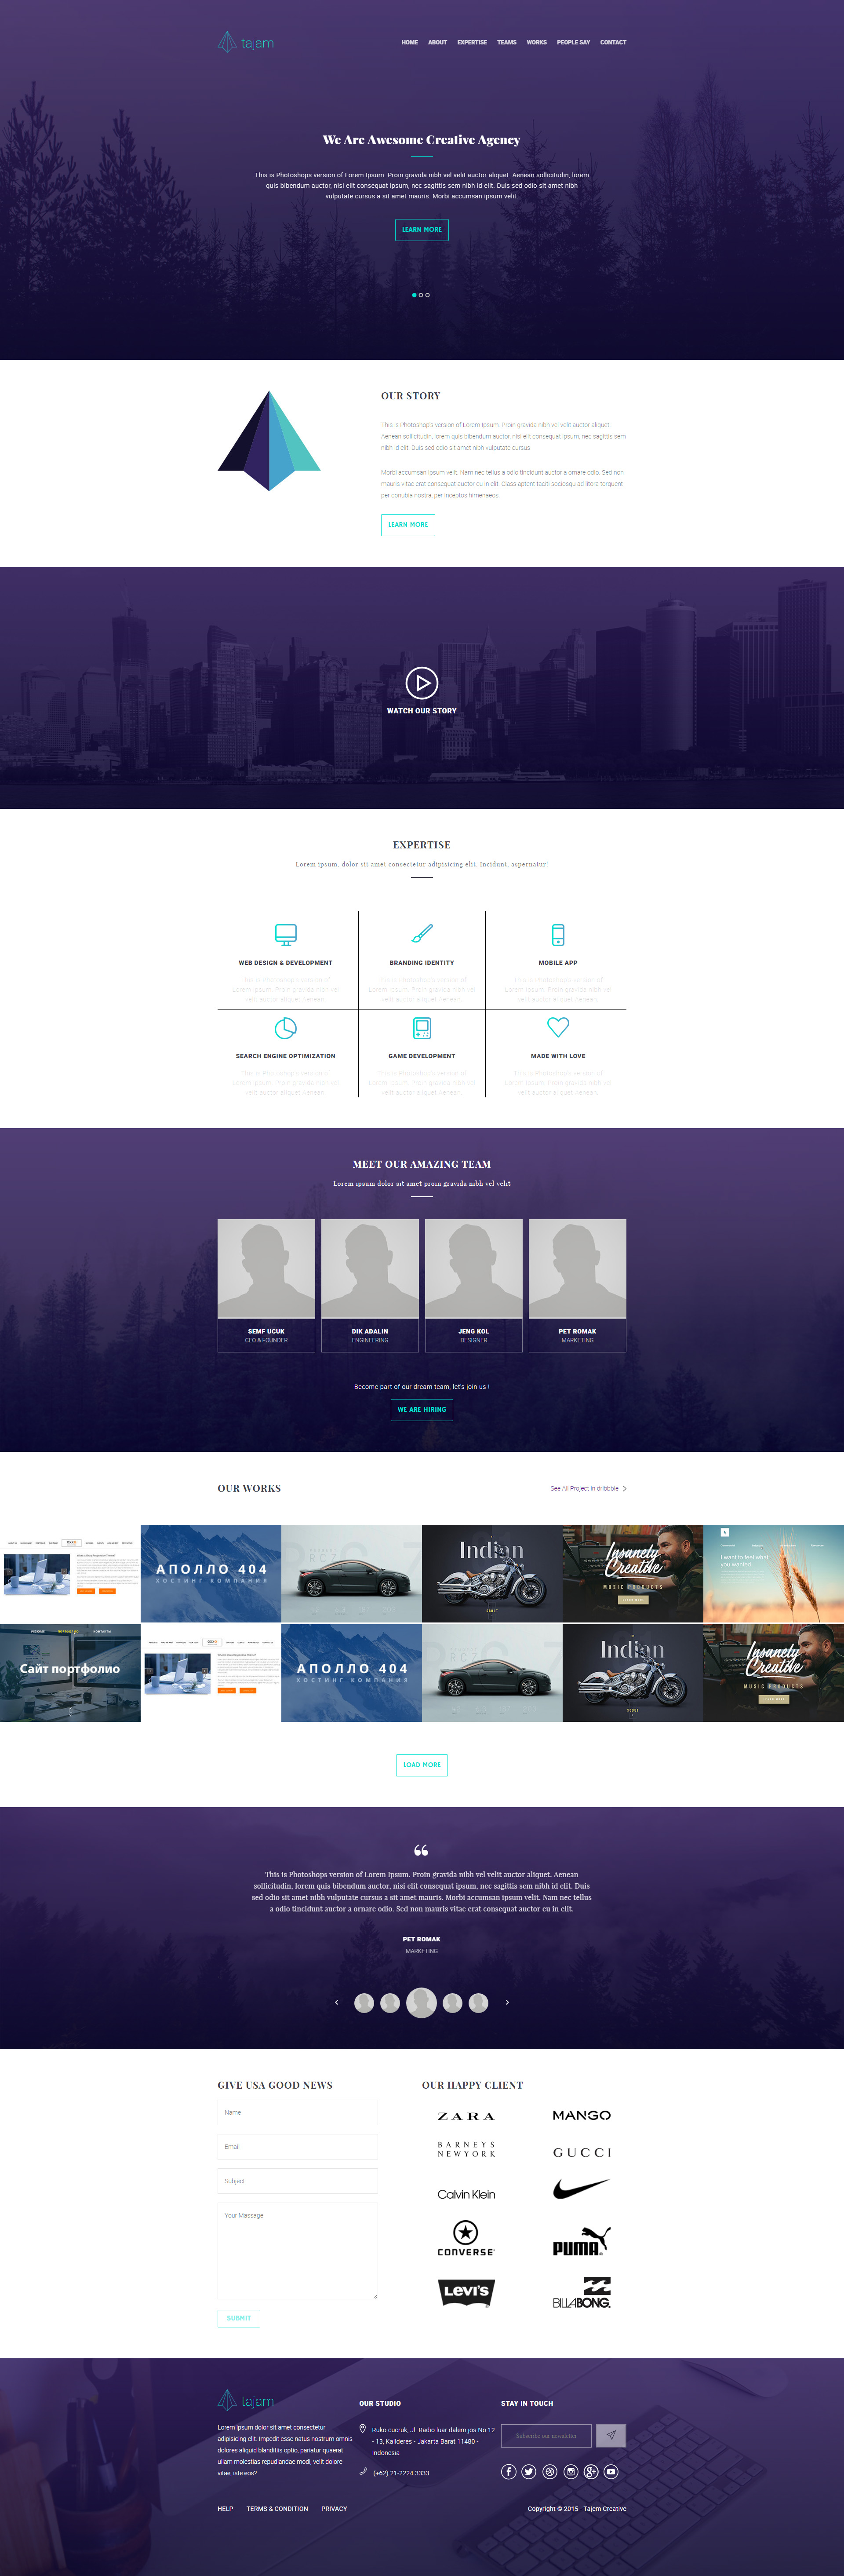 tajam
HOME ABOUT EXPERTISE TEAMS WORKS PEOPLE SAY CONTACT
We Are Awesome Creative Agency
This is Photoshops version of Lorem Ipsum. Proin gravida nibh vel velit auctor aliquet. Aenean sollicitudin, lorem
quis bibendum auctor, nisi elit consequat ipsum, nec sagittis sem nibh id elit. Duis sed odio sit amet nibh
vulputate cursus a sit amet mauris. Morbi accumsan ipsum velit.
LEARN MORE
OUR STORY
This is Photoshop's version of Lorem Ipsum. Proin gravida nibh vel velit auctor aliquet.
Aenean sollicitudin, lorem quis bibendum auctor, nisi elit consequat ipsum, nec sagittis sem
nibh id elit. Duis sed odio sit amet nibh vulputate cursus.
Morbi accumsan ipsum velit. Nam nec tellus a odio tincidunt auctor a ornare odio. Sed non
mauris vitae erat consequat auctor eu in elit. Class aptent taciti sociosqu ad litora torquent
per conubia nostra, per inceptos himenaeos.
LEARN MORE
WATCH OUR STORY
EXPERTISE
Lorem ipsum, dolor sit amet consectetur adipisicing elit. Incidunt, aspernatur!
WEB DESIGN & DEVELOPMENT
This is Photoshop's version of
Lorem Ipsum. Proin gravida nibh vel
velit auctor aliquet Aenean.
BRANDING IDENTITY
This is Photoshop's version of
Lorem Ipsum. Proin gravida nibh vel
velit auctor aliquet Aenean.
MOBILE APP
This is Photoshop's version of
Lorem Ipsum. Proin gravida nibh vel
velit auctor aliquet Aenean.
SEARCH ENGINE OPTIMIZATION
This is Photoshop's version of
Lorem Ipsum. Proin gravida nibh vel
velit auctor aliquet Aenean.
GAME DEVELOPMENT
This is Photoshop's version of
Lorem Ipsum. Proin gravida nibh vel
velit auctor aliquet Aenean.
MADE WITH LOVE
This is Photoshop's version of
Lorem Ipsum. Proin gravida nibh vel
velit auctor aliquet Aenean.
MEET OUR AMAZING TEAM
Lorem ipsum dolor sit amet proin gravida nibh vel velit
SEMF UCUK
CEO & FOUNDER
DIK ADALIN
ENGINEERING
JENG KOL
DESIGNER
PET ROMAK
MARKETING
Become part of our dream team, let's join us !
WE ARE HIRING
OUR WORKS
See All Project in dribbble
АПОЛЛО 404
ХОСТИНГ КОМПАНИЯ
Indian
SCOUT
Insanely
Creative
MUSIC PRODUCTS
LEARN MORE
I want to feel what
you wanted.
Сайт портфолио
АПОЛЛО 404
ХОСТИНГ КОМПАНИЯ
Indian
SCOUT
Insanely
Creative
MUSIC PRODUCTS
LEARN MORE
LOAD MORE
This is Photoshops version of Lorem Ipsum. Proin gravida nibh vel velit auctor aliquet. Aenean
sollicitudin, lorem quis bibendum auctor, nisi elit consequat ipsum, nec sagittis sem nibh id elit. Duis
sed odio sit amet nibh vulputate cursus a sit amet mauris. Morbi accumsan ipsum velit. Nam nec tellus
a odio tincidunt auctor a ornare odio. Sed non mauris vitae erat consequat auctor eu in elit.
PET ROMAK
MARKETING
GIVE USA GOOD NEWS
Name
Email
Subject
Your Massage
SUBMIT
OUR HAPPY CLIENT
ZARA
MANGO
BARNEYS
NEWYORK
GUCCI
Calvin Klein
CONVERSE
PUMA
LEVI'S
BILLABONG
tajam
Lorem ipsum dolor sit amet consectetur
adipisicing elit. Impedit esse natus nostrum omnis
dolores aliquid blanditiis optio, pariatur quaerat
ullam molestias repudiandae modi, velit dolore
vitae, iste eos?
OUR STUDIO
Ruko cucruk, Jl. Radio luar dalem jos No.12
- 13, Kalideres - Jakarta Barat 11480 -
Indonesia
(+62) 21-2224 3333
STAY IN TOUCH
Subscribe our newsletter
HELP TERMS & CONDITION PRIVACY
Copyright © 2015 - Tajem Creative